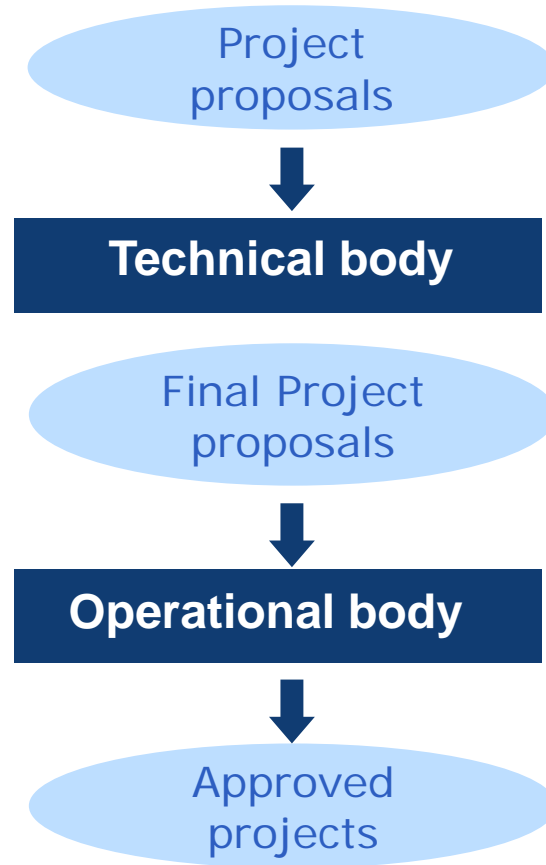 Project
proposals
Technical body
Final Project
proposals
Operational body
Approved
projects